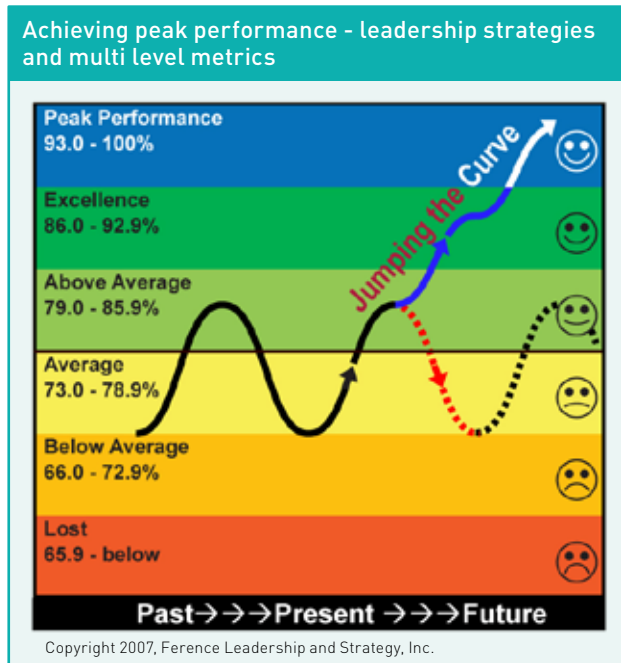 Achieving peak performance - leadership strategies
and multi level metrics
Peak Performance
93.0 - 100%
Jumping the Curve
Excellence
86.0 - 92.9%
Above Average
79.0 - 85.9%
Average
73.0 - 78.9%
Below Average
66.0 - 72.9%
Lost
65.9 - below
Past→→→Present →→→Future
Copyright 2007, Ference Leadership and Strategy, Inc.